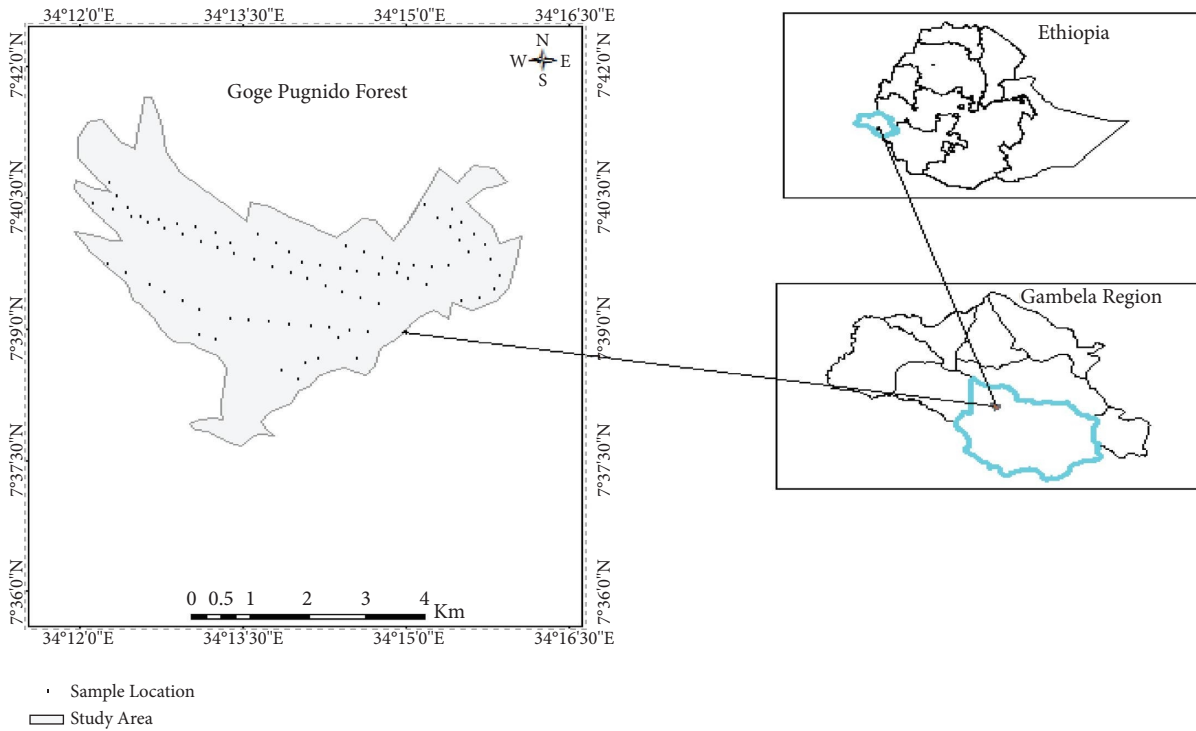 34°12'0"E 34°13'30"E 34°15'0"E 34°16'30"E
7°42'0"N
7°40'30"N
7°39'0"N
7°37'30"N
7°36'0"N
N
W E
S
Goge Pugnido Forest
0 0.5 1 2 3 4
Km
7°42'0"N
7°40'30"N
7°39'0"N
7°37'30"N
7°36'0"N
34°12'0"E 34°13'30"E 34°15'0"E 34°16'30"E
Sample Location
Study Area
Ethiopia
Gambela Region